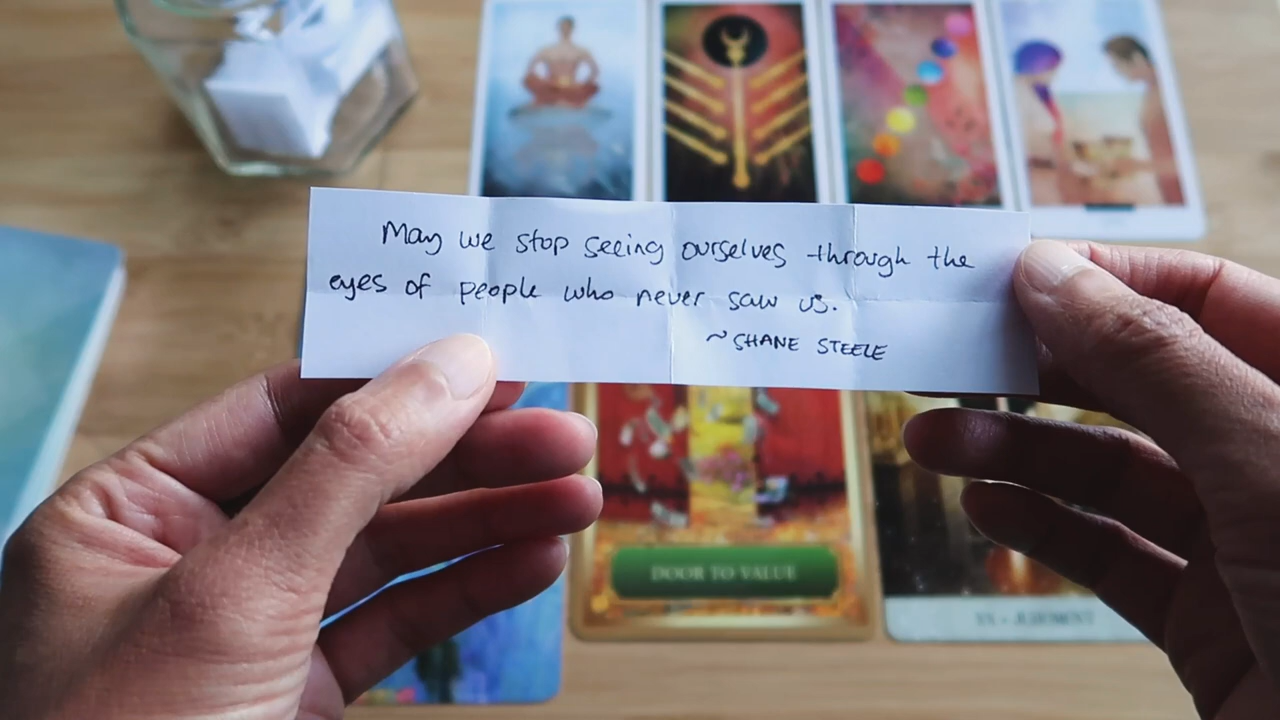 May we stop seeing ourselves through the
eyes of people who never saw us.
~SHANE STEELE
DOOR TO VALUE
XX • JUDGMENT